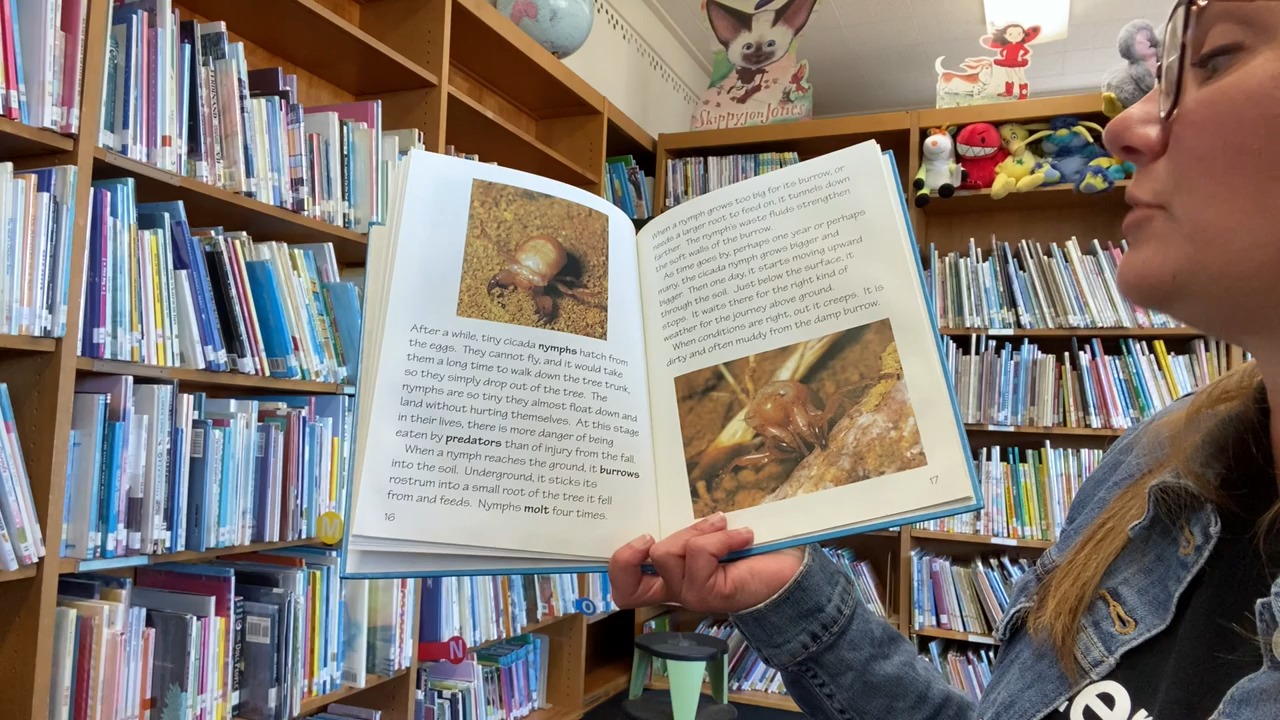 SkippyjonJones
After a while, tiny cicada nymphs hatch from
the eggs. They cannot fly, and it would take
them a long time to walk down the tree trunk,
so they simply drop out of the tree. The
nymphs are so tiny they almost float down and
land without hurting themselves. At this stage
in their lives, there is more danger of being
eaten by predators than of injury from the fall.
When a nymph reaches the ground, it burrows
into the soil. Underground, it sticks its
rostrum into a small root of the tree it fell
from and feeds. Nymphs molt four times.
16
When a nymph grows too big for its burrow, or
needs a larger root to feed on, it tunnels down
farther. The nymph's waste fluids strengthen
the soft walls of the burrow.
As time goes by, perhaps one year or perhaps
many, the cicada nymph grows bigger and
bigger. Then one day, it starts moving upward
through the soil. Just below the surface, it
stops. It waits there for the right kind of
weather for the journey above ground.
When conditions are right, out it creeps. It is
dirty and often muddy from the damp burrow.
17
N
N
O